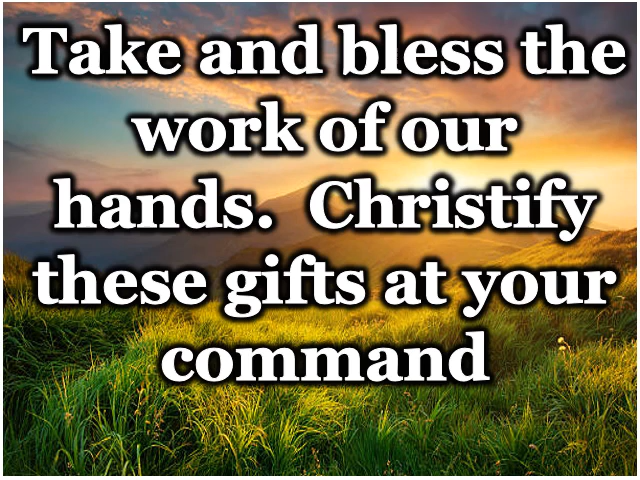 Take and bless the
work of our
hands.  Christify
these gifts at your
command